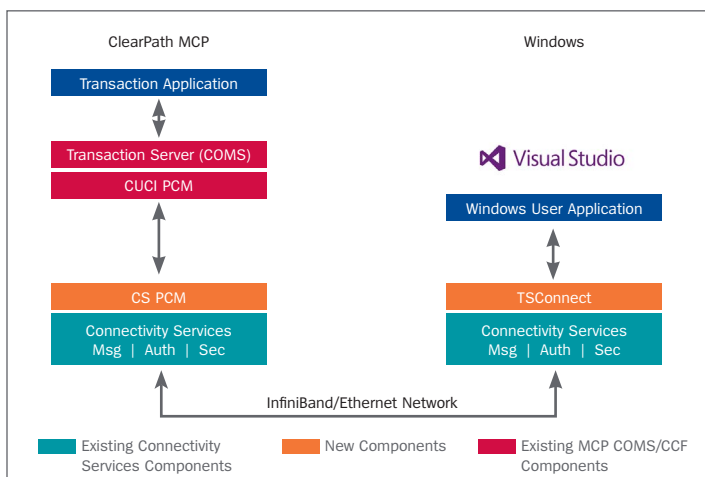 ClearPath MCP
Windows
Transaction Application
Transaction Server (COMS)
CUCI PCM
Visual Studio
Windows User Application
CS PCM
TSConnect
Connectivity Services
Msg | Auth | Sec
Connectivity Services
Msg | Auth | Sec
InfiniBand/Ethernet Network
Existing Connectivity
Services Components
New Components
Existing MCP COMS/CCF
Components